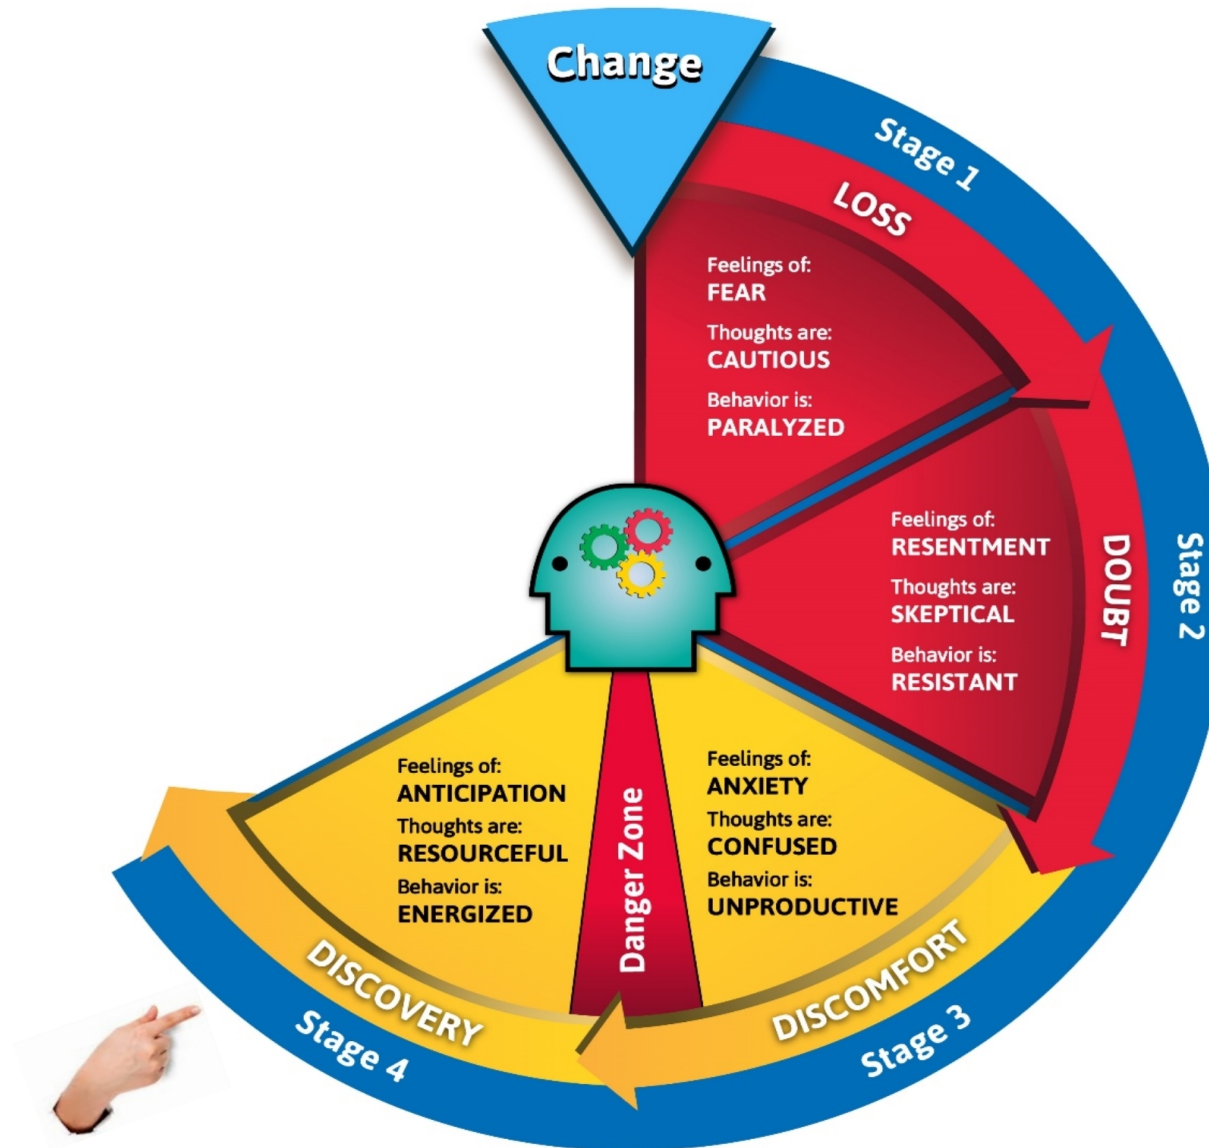 Change
Stage 1
LOSS
Feelings of:
FEAR
Thoughts are:
CAUTIOUS
Behavior is:
PARALYZED
Stage 2
DOUBT
Feelings of:
RESENTMENT
Thoughts are:
SKEPTICAL
Behavior is:
RESISTANT
Feelings of:
ANXIETY
Thoughts are:
CONFUSED
Behavior is:
UNPRODUCTIVE
DISCOMFORT
Stage 3
Danger Zone
Feelings of:
ANTICIPATION
Thoughts are:
RESOURCEFUL
Behavior is:
ENERGIZED
DISCOVERY
Stage 4